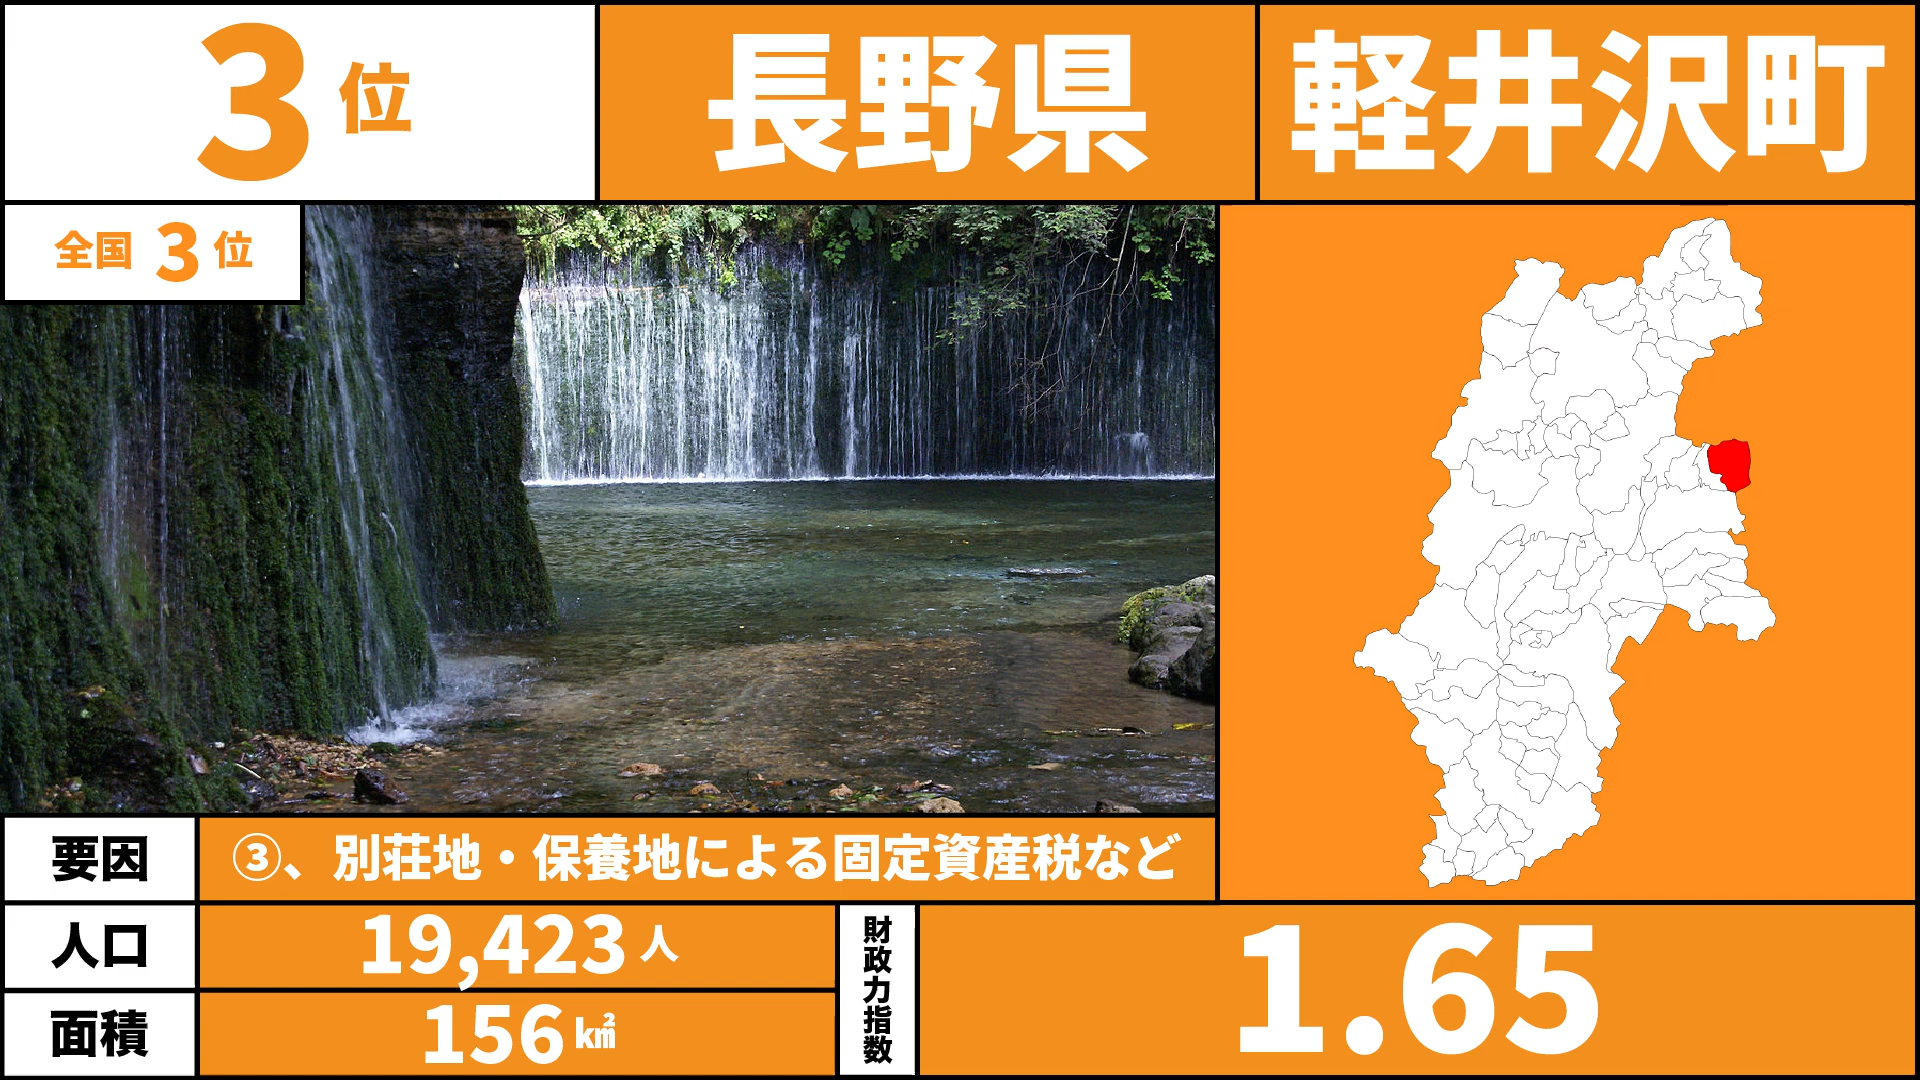 3位
長野県
軽井沢町
全国 3位
要因
③、別荘地・保養地による固定資産税など
人口
19,423人
面積
156㎢
財政力指数
1.65